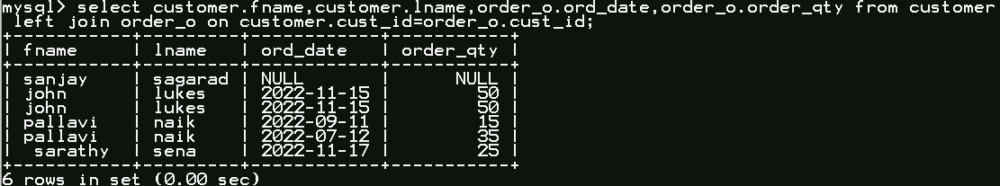 mysql> select customer.fname,customer.lname,order_o.ord_date,order_o.order_qty from customer
left join order_o on customer.cust_id=order_o.cust_id;
+----------+---------+------------+-----------+
| fname    | lname   | ord_date   | order_qty |
+----------+---------+------------+-----------+
| sanjay   | sagarad | NULL       |      NULL |
| john     | lukes   | 2022-11-15 |        50 |
| john     | lukes   | 2022-11-15 |        50 |
| pallavi  | naik    | 2022-09-11 |        15 |
| pallavi  | naik    | 2022-07-12 |        35 |
|  sarathy | sena    | 2022-11-17 |        25 |
+----------+---------+------------+-----------+
6 rows in set (0.00 sec)